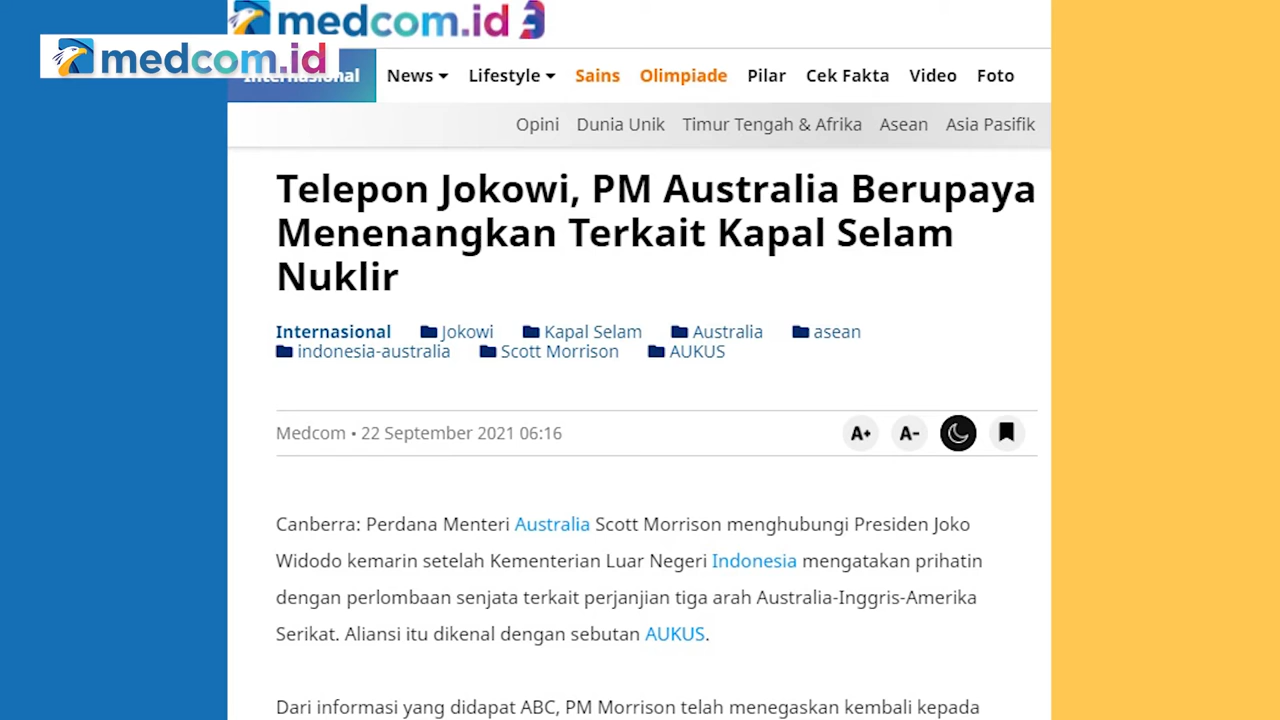 medcom.id
medcom.id
Internasional News Lifestyle Sains Olimpiade Pilar Cek Fakta Video Foto
Opini Dunia Unik Timur Tengah & Afrika Asean Asia Pasifik
Telepon Jokowi, PM Australia Berupaya
Menenangkan Terkait Kapal Selam
Nuklir
Internasional Jokowi Kapal Selam Australia asean
indonesia-australia Scott Morrison AUKUS
Medcom • 22 September 2021 06:16 A+ A-
Canberra: Perdana Menteri Australia Scott Morrison menghubungi Presiden Joko
Widodo kemarin setelah Kementerian Luar Negeri Indonesia mengatakan prihatin
dengan perlombaan senjata terkait perjanjian tiga arah Australia-Inggris-Amerika
Serikat. Aliansi itu dikenal dengan sebutan AUKUS.
Dari informasi yang didapat ABC, PM Morrison telah menegaskan kembali kepada